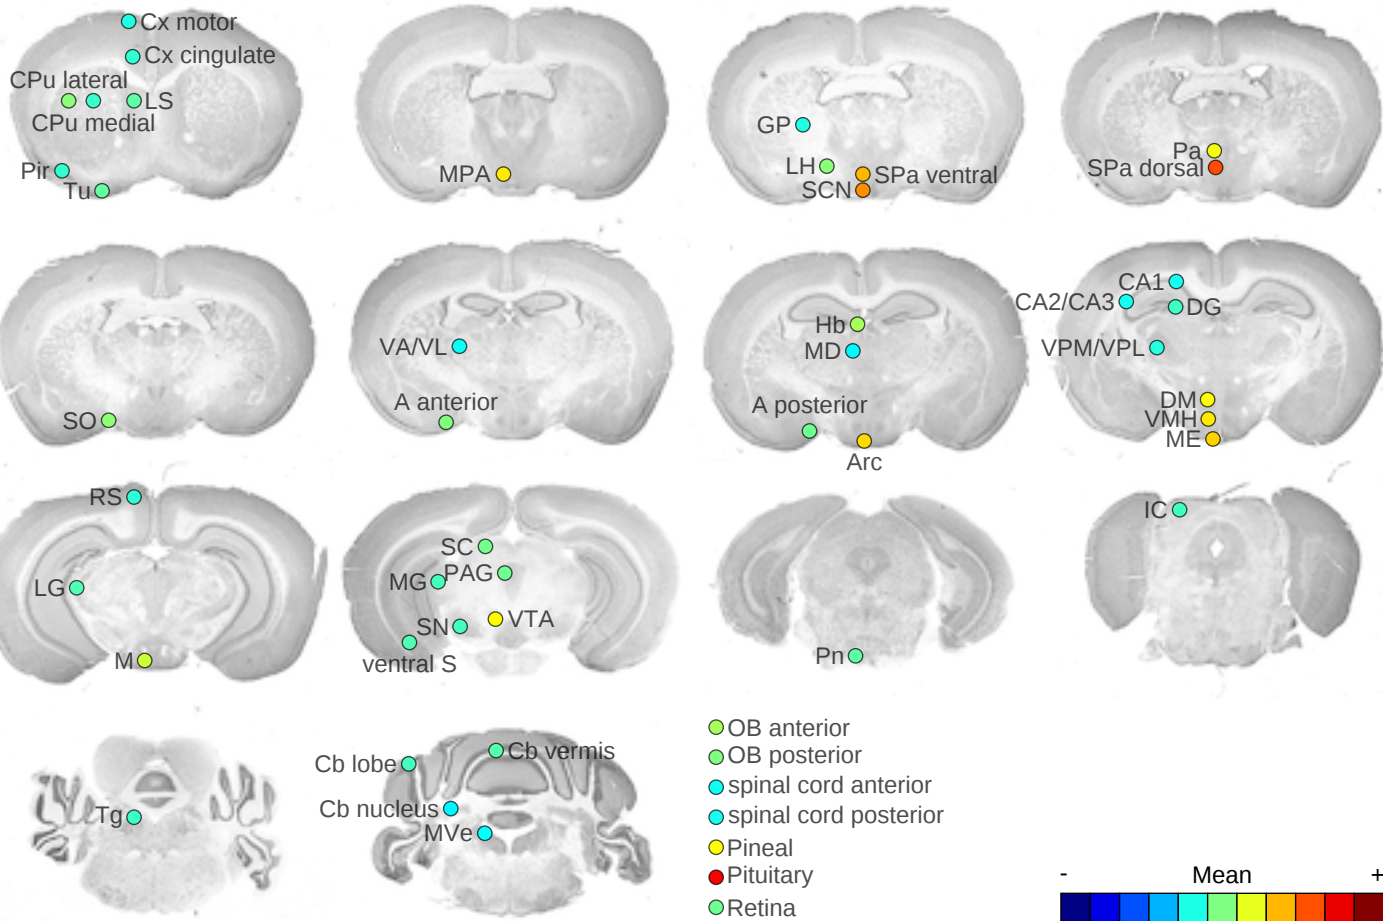 Cx motor
Cx cingulate
CPu lateral
LS
CPu medial
Pir
Tu
MPA
GP
LH
SPa ventral
SCN
Pa
SPa dorsal
SO
VA/VL
A anterior
Hb
MD
A posterior
Arc
CA1
CA2/CA3
DG
VPM/VPL
DM
VMH
ME
RS
LG
M
SC
PAG
MG
VTA
SN
ventral S
Pn
IC
Tg
Cb vermis
Cb lobe
Cb nucleus
MVe
OB anterior
OB posterior
spinal cord anterior
spinal cord posterior
Pineal
Pituitary
Retina
- Mean +